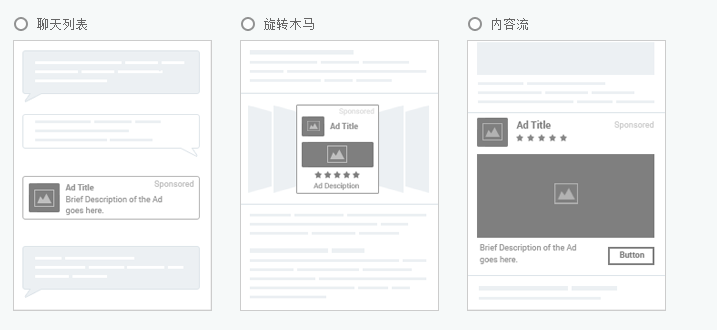 聊天列表
旋转木马
内容流
Ad Title
Sponsored
Brief Description of the Ad
goes here.
Sponsored
Ad Title
Ad Desciption
Ad Title
Sponsored
Brief Description of the Ad
goes here.
Button